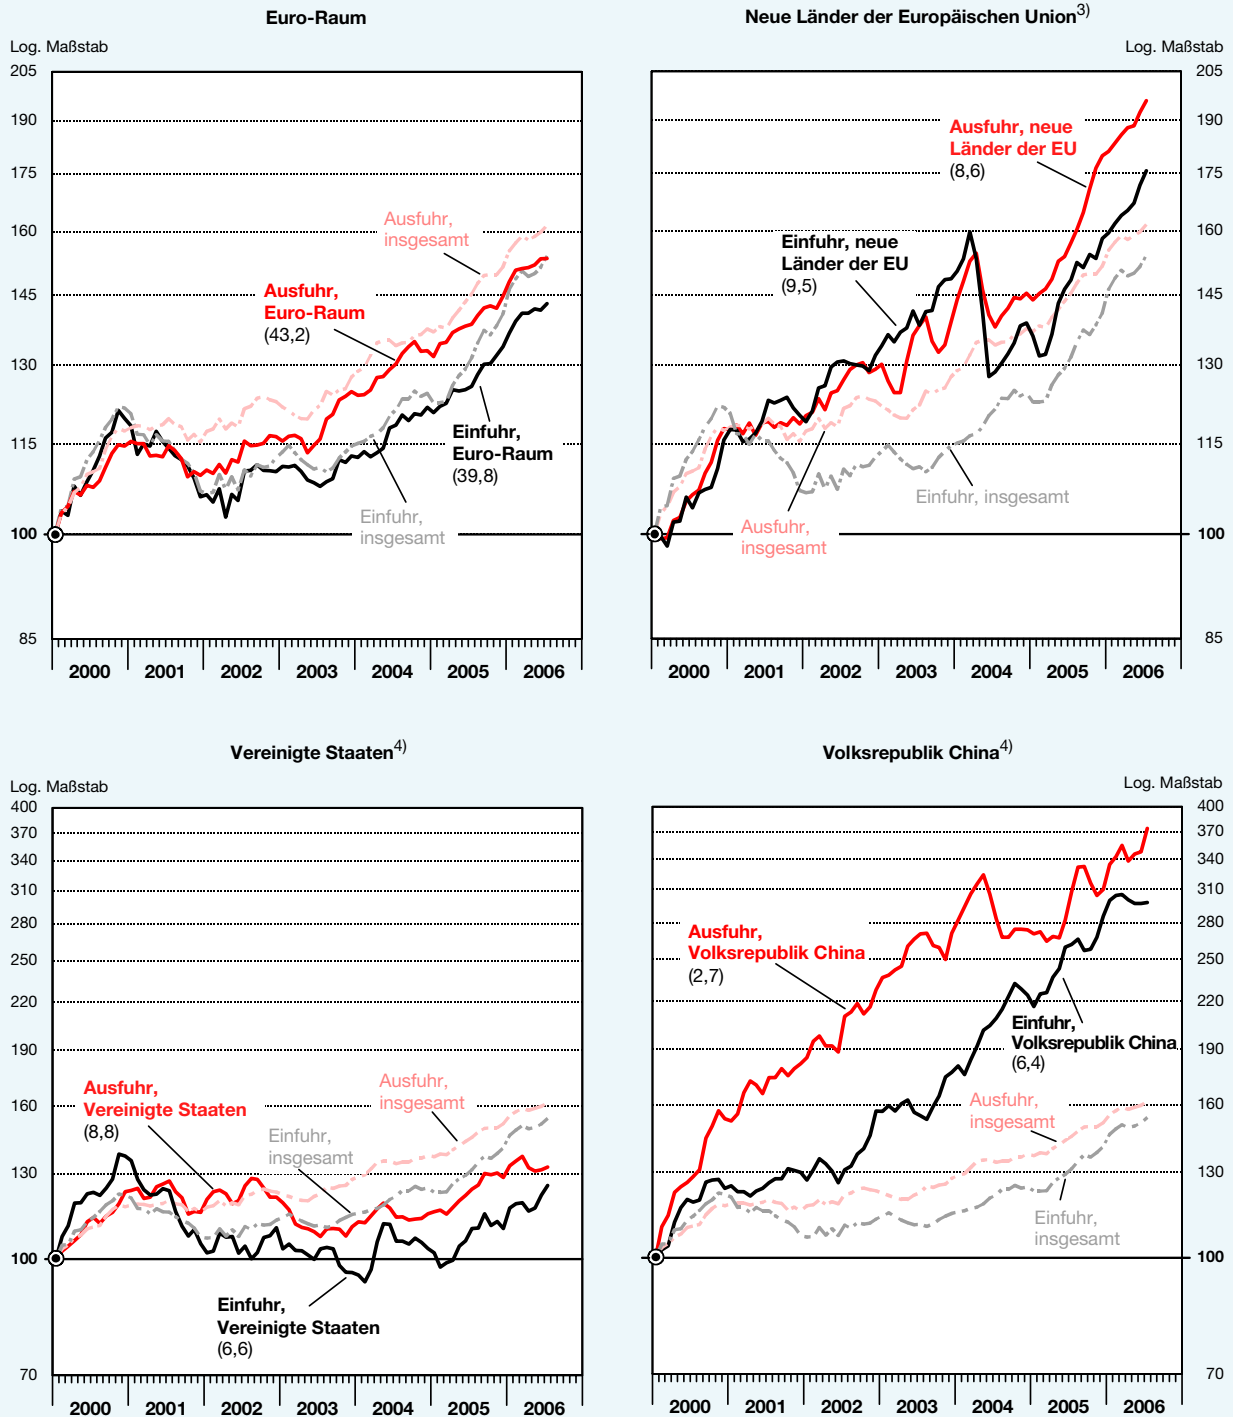 Euro-Raum
Log. Maßstab
205
190
175
160
145
130
115
100
85
Ausfuhr,
insgesamt
Ausfuhr,
Euro-Raum
(43,2)
Einfuhr,
Euro-Raum
(39,8)
Einfuhr,
insgesamt
2000 2001 2002 2003 2004 2005 2006
Neue Länder der Europäischen Union3)
Log. Maßstab
205
190
175
160
145
130
115
100
85
Ausfuhr, neue
Länder der EU
(8,6)
Einfuhr, neue
Länder der EU
(9,5)
Einfuhr, insgesamt
Ausfuhr,
insgesamt
2000 2001 2002 2003 2004 2005 2006
Vereinigte Staaten4)
Log. Maßstab
400
370
340
310
280
250
220
190
160
130
100
70
Ausfuhr,
Vereinigte Staaten
(8,8)
Ausfuhr,
insgesamt
Einfuhr,
insgesamt
Einfuhr,
Vereinigte Staaten
(6,6)
2000 2001 2002 2003 2004 2005 2006
Volksrepublik China4)
Log. Maßstab
400
370
340
310
280
250
220
190
160
130
100
70
Ausfuhr,
Volksrepublik China
(2,7)
Einfuhr,
Volksrepublik China
(6,4)
Ausfuhr,
insgesamt
Einfuhr,
insgesamt
2000 2001 2002 2003 2004 2005 2006